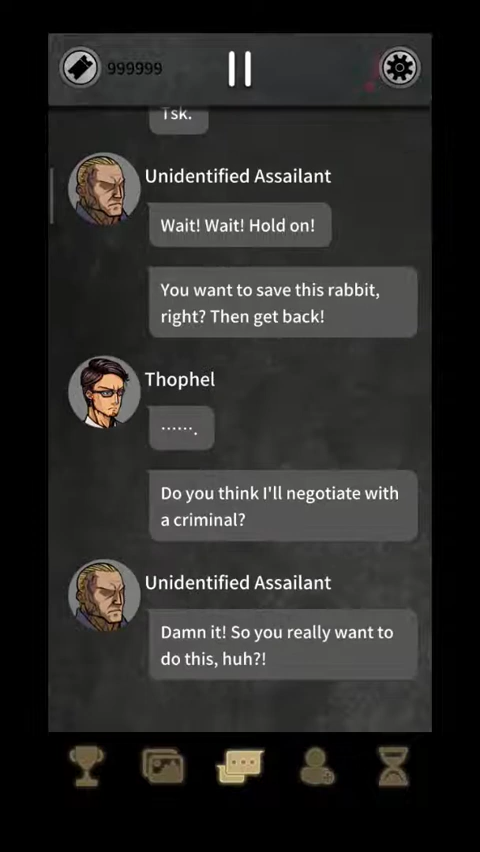 999999
Tsk.
Unidentified Assailant
Wait! Wait! Hold on!
You want to save this rabbit,
right? Then get back!
Thophel
·······.
Do you think I'll negotiate with
a criminal?
Unidentified Assailant
Damn it! So you really want to
do this, huh?!